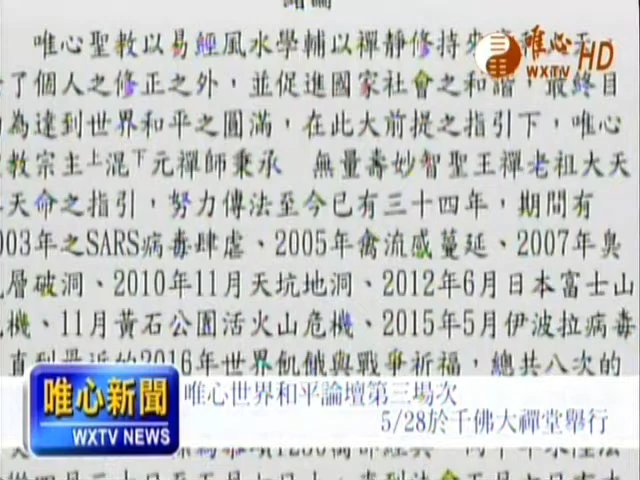 緒論
唯心聖教以易經風水學輔以禪靜修持來
了個人之修正之外，並促進國家社會之和諧，最終目
為達到世界和平之圓滿，在此大前提之指引下，唯心
教宗主上混下元禪師秉承 無量壽妙智聖王禪老祖大天
天命之指引，努力傳法至今已有三十四年，期間有
003年之SARS病毒肆虐、2005年禽流感蔓延、2007年臭
層破洞、2010年11月天坑地洞、2012年6月日本富士山
機、11月黃石公園活火山危機、2015年5月伊波拉病毒
直到最近的2016年世界飢餓與戰爭祈福，總共八次的
唯心
WXTV
HD
唯心新聞
WXTV NEWS
唯心世界和平論壇第三場次
5/28於千佛大禪堂舉行